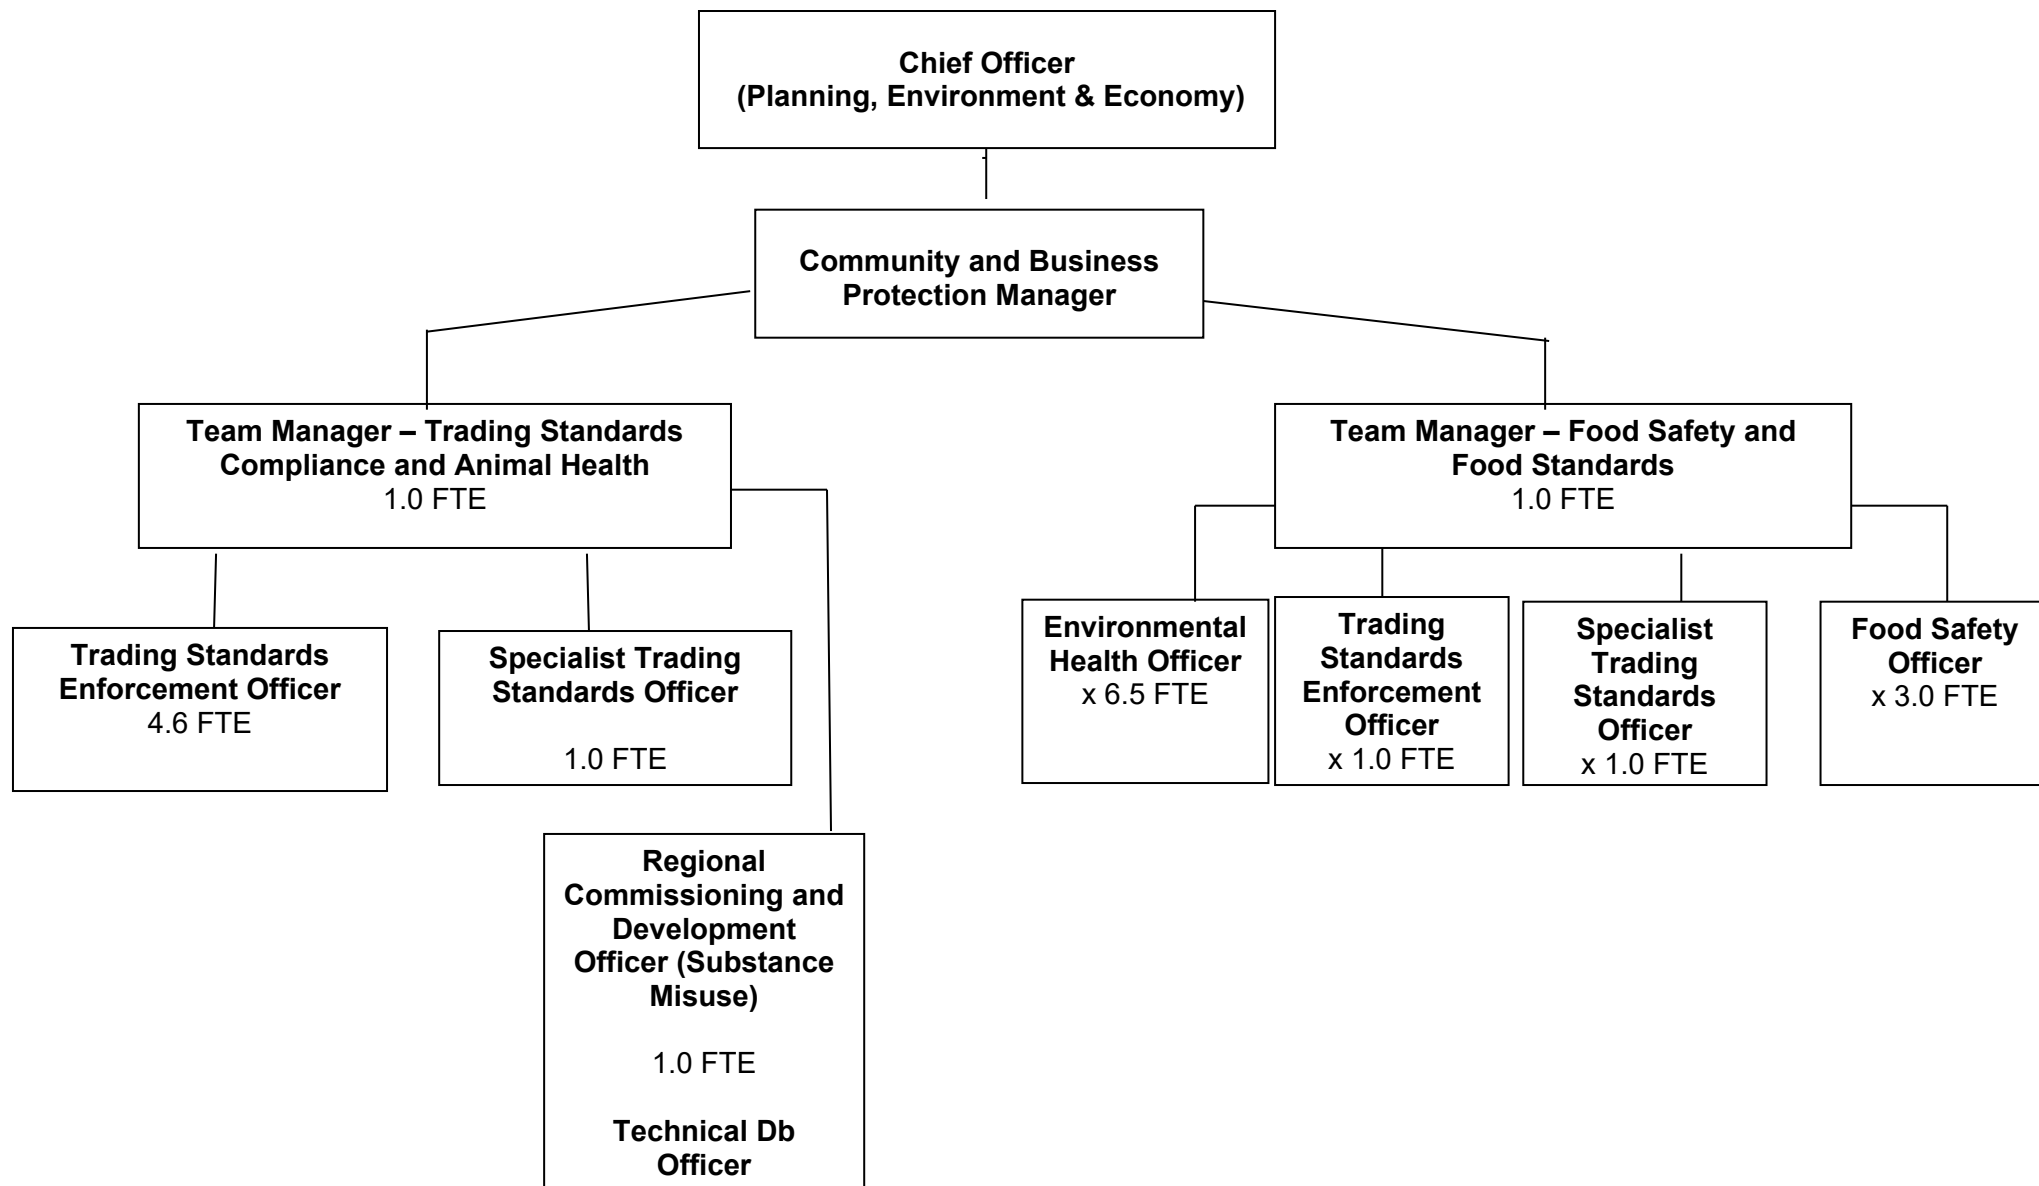 Chief Officer
(Planning, Environment & Economy)
Community and Business
Protection Manager
Team Manager – Trading Standards
Compliance and Animal Health
1.0 FTE
Team Manager – Food Safety and
Food Standards
1.0 FTE
Trading Standards
Enforcement Officer
4.6 FTE
Specialist Trading
Standards Officer
1.0 FTE
Environmental
Health Officer
x 6.5 FTE
Trading
Standards
Enforcement
Officer
x 1.0 FTE
Specialist
Trading
Standards
Officer
x 1.0 FTE
Food Safety
Officer
x 3.0 FTE
Regional
Commissioning and
Development
Officer (Substance
Misuse)
1.0 FTE
Technical Db
Officer